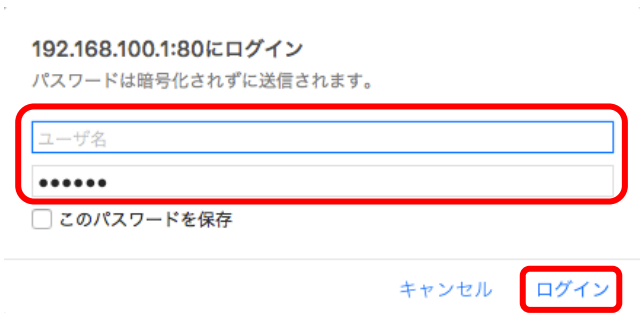 192.168.100.1:80にログイン
パスワードは暗号化されずに送信されます。
ユーザ名
●●●●●●
このパスワードを保存
キャンセル ログイン